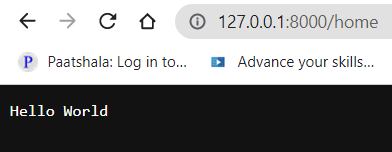 127.0.0.1:8000/home
P Paatshala: Log in to... Advance your skills...
Hello World